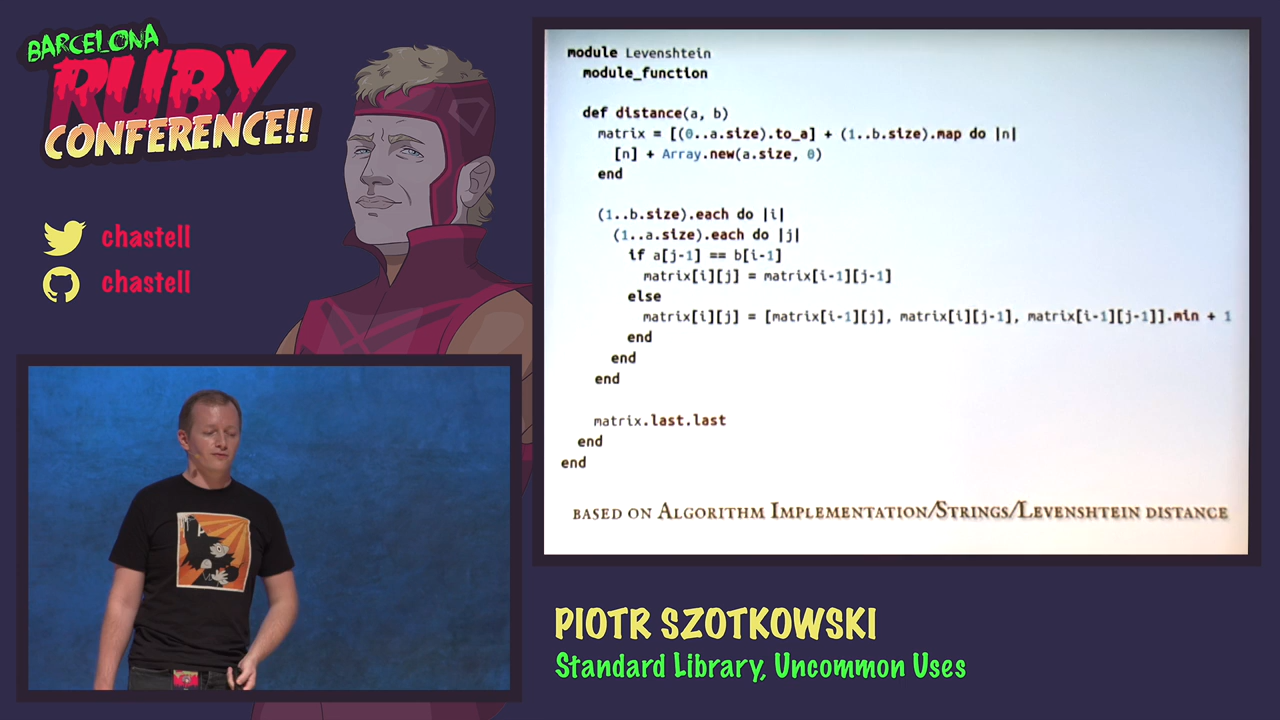 BARCELONA
RUBY
CONFERENCE!!
chastell
chastell
module Levenshtein
module_function
def distance(a, b)
matrix = [(0..a.size).to_a] + (1..b.size).map do |n|
[n] + Array.new(a.size, 0)
end
(1..b.size).each do |i|
(1..a.size).each do |j|
if a[j-1] == b[i-1]
matrix[i][j] = matrix[i-1][j-1]
else
matrix[i][j] = [matrix[i-1][j], matrix[i][j-1], matrix[i-1][j-1]].min + 1
end
end
end
matrix.last.last
end
end
BASED ON ALGORITHM IMPLEMENTATION/STRINGS/LEVENSHTEIN DISTANCE
PIOTR SZOTKOWSKI
Standard Library, Uncommon Uses